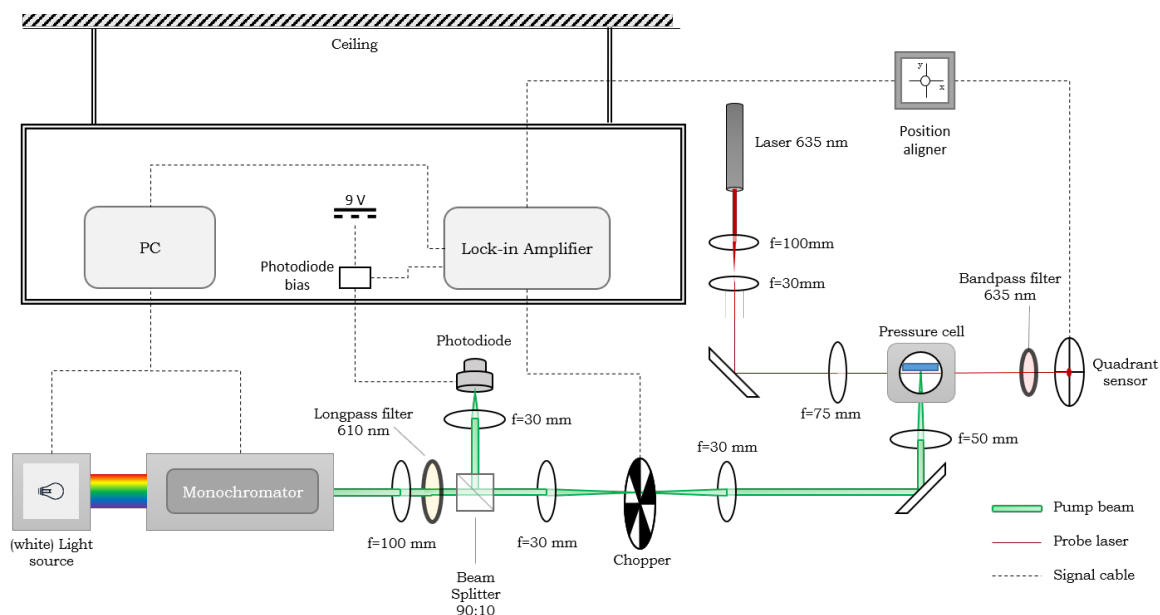 Ceiling
y
x
Position
aligner
Laser 635 nm
9 V
PC
Lock-in Amplifier
Photodiode
bias
f=100mm
f=30mm
Bandpass filter
635 nm
Pressure cell
Quadrant
sensor
f=75 mm
Photodiode
f=30 mm
Longpass filter
610 nm
f=50 mm
f=30 mm
Monochromator
(white) Light
source
f=100 mm
f=30 mm
Chopper
Beam
Splitter
90:10
Pump beam
Probe laser
Signal cable